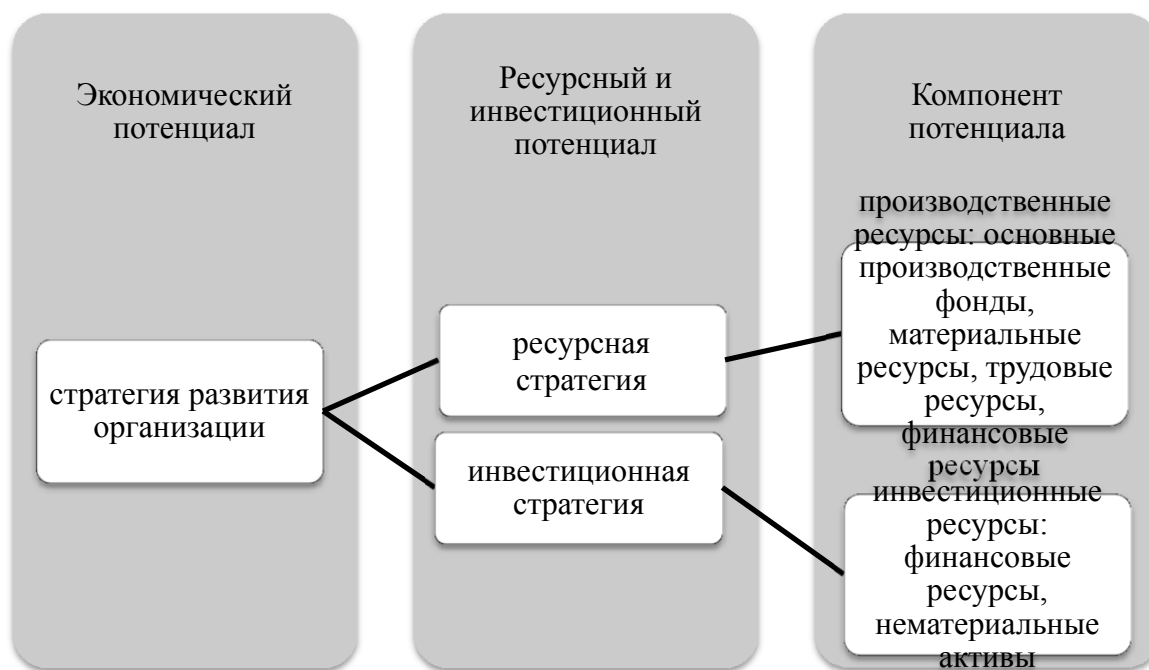 Экономический
потенциал
стратегия развития
организации
Ресурсный и
инвестиционный
потенциал
ресурсная
стратегия
инвестиционная
стратегия
Компонент
потенциала
производственные
ресурсы: основные
производственные
фонды,
материальные
ресурсы, трудовые
ресурсы,
финансовые
ресурсы
инвестиционные
ресурсы:
финансовые
ресурсы,
нематериальные
активы